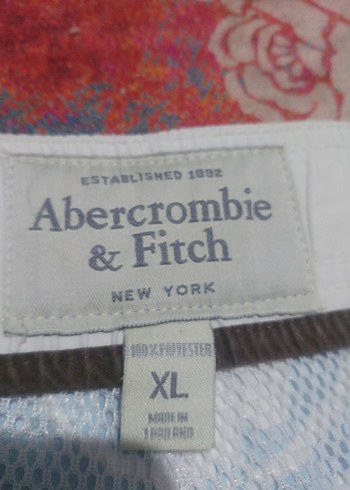 ESTABLISHED 1892
Abercrombie
& Fitch
NEW YORK
100% POLYESTER
XL
MADE IN
THAILAND